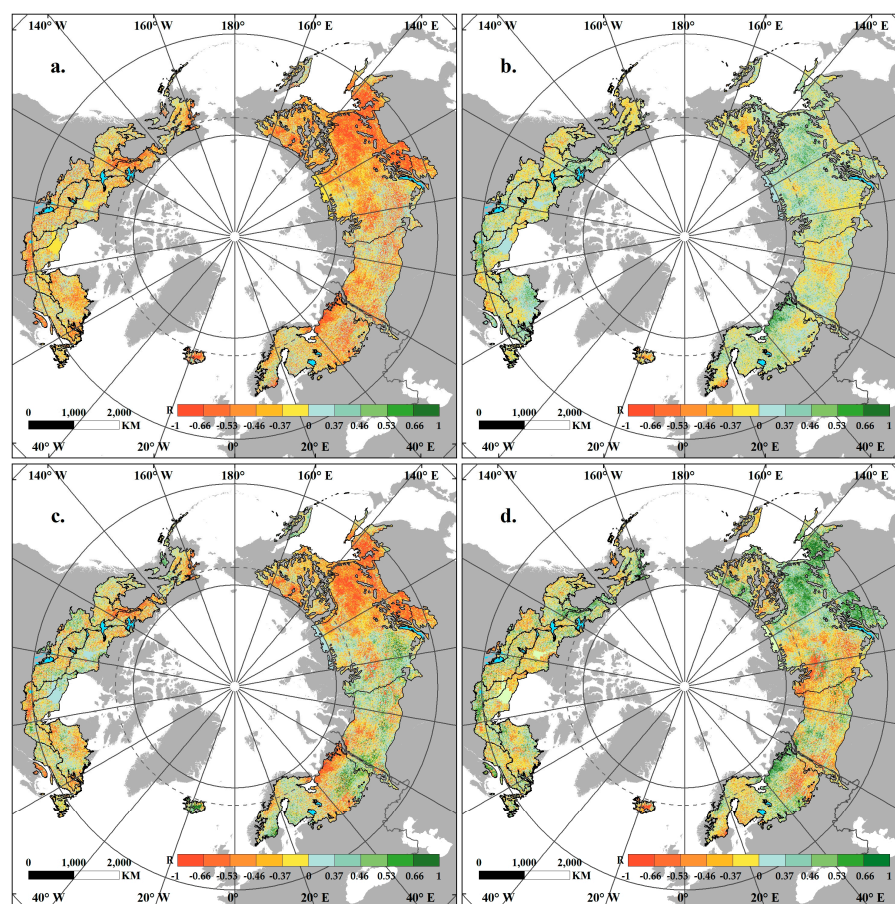 140° W 160° W 180° 160° E 140° E
a.
R
-1 -0.66 -0.53 -0.46 -0.37 0 0.37 0.46 0.53 0.66 1
0 1,000 2,000
KM
40° W 20° W 0° 20° E 40° E
140° W 160° W 180° 160° E 140° E
b.
R
-1 -0.66 -0.53 -0.46 -0.37 0 0.37 0.46 0.53 0.66 1
0 1,000 2,000
KM
40° W 20° W 0° 160° E 40° E
140° W 160° W 180° 160° E 140° E
c.
R
-1 -0.66 -0.53 -0.46 -0.37 0 0.37 0.46 0.53 0.66 1
0 1,000 2,000
KM
40° W 20° W 0° 20° E 40° E
140° W 160° W 180° 160° E 140° E
d.
R
-1 -0.66 -0.53 -0.46 -0.37 0 0.37 0.46 0.53 0.66 1
0 1,000 2,000
KM
40° W 20° W 0° 20° E 40° E